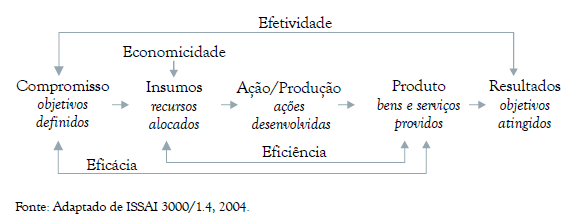 Efetividade
Economicidade
Compromisso Insumos Ação/Produção Produto Resultados
objetivos recursos ações bens e serviços objetivos
definidos alocados desenvolvidas providos atingidos
Eficiência
Eficácia
Fonte: Adaptado de ISSAI 3000/1.4, 2004.